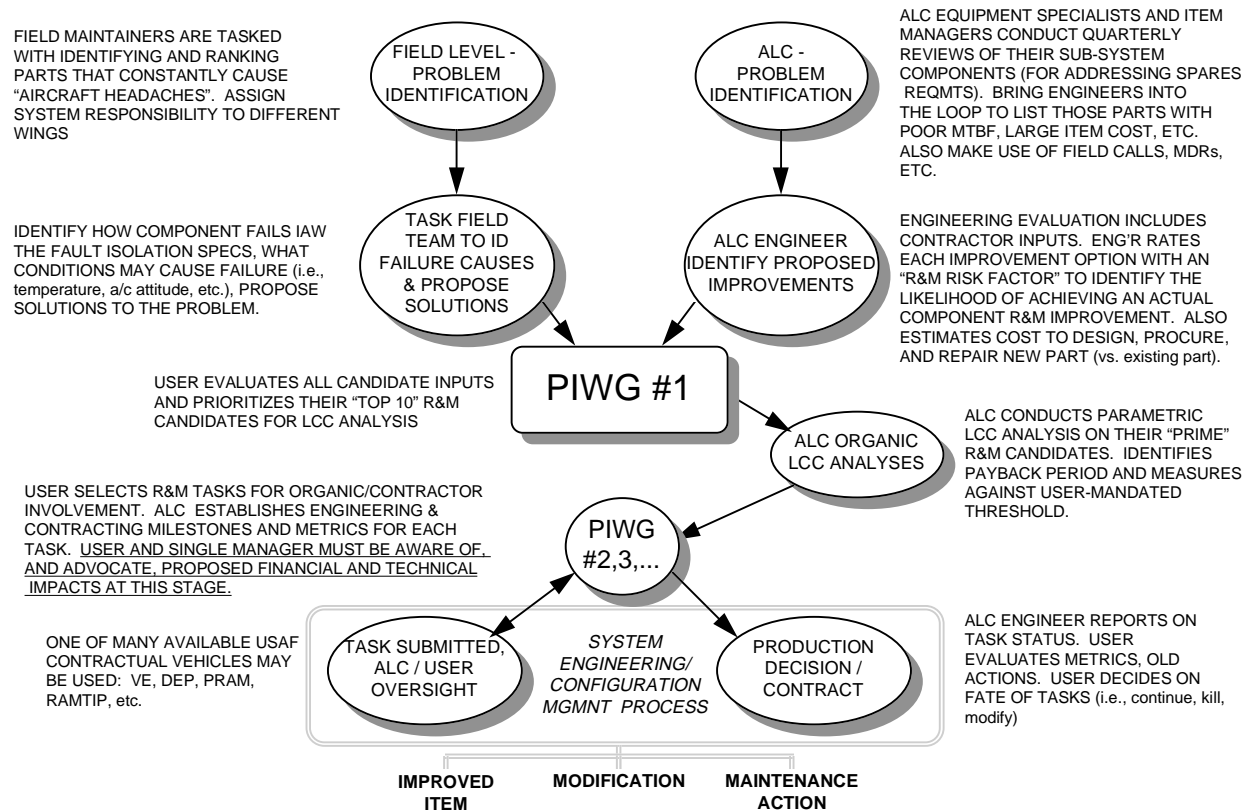 FIELD MAINTAINERS ARE TASKED
WITH IDENTIFYING AND RANKING
PARTS THAT CONSTANTLY CAUSE
“AIRCRAFT HEADACHES”.  ASSIGN
SYSTEM RESPONSIBILITY TO DIFFERENT
WINGS
FIELD LEVEL -
PROBLEM
IDENTIFICATION
ALC -
PROBLEM
IDENTIFICATION
ALC EQUIPMENT SPECIALISTS AND ITEM
MANAGERS CONDUCT QUARTERLY
REVIEWS OF THEIR SUB-SYSTEM
COMPONENTS (FOR ADDRESSING SPARES
REQMTS).  BRING ENGINEERS INTO
THE LOOP TO LIST THOSE PARTS WITH
POOR MTBF, LARGE ITEM COST, ETC.
ALSO MAKE USE OF FIELD CALLS, MDRs,
ETC.
IDENTIFY HOW COMPONENT FAILS IAW
THE FAULT ISOLATION SPECS, WHAT
CONDITIONS MAY CAUSE FAILURE (i.e.,
temperature, a/c attitude, etc.), PROPOSE
SOLUTIONS TO THE PROBLEM.
TASK FIELD
TEAM TO ID
FAILURE CAUSES
& PROPOSE
SOLUTIONS
ALC ENGINEER
IDENTIFY PROPOSED
IMPROVEMENTS
ENGINEERING EVALUATION INCLUDES
CONTRACTOR INPUTS.  ENG'R RATES
EACH IMPROVEMENT OPTION WITH AN
“R&M RISK FACTOR” TO IDENTIFY THE
LIKELIHOOD OF ACHIEVING AN ACTUAL
COMPONENT R&M IMPROVEMENT.  ALSO
ESTIMATES COST TO DESIGN, PROCURE,
AND REPAIR NEW PART (vs. existing part).
USER EVALUATES ALL CANDIDATE INPUTS
AND PRIORITIZES THEIR “TOP 10” R&M
CANDIDATES FOR LCC ANALYSIS
PIWG #1
ALC ORGANIC
LCC ANALYSES
ALC CONDUCTS PARAMETRIC
LCC ANALYSIS ON THEIR “PRIME”
R&M CANDIDATES.  IDENTIFIES
PAYBACK PERIOD AND MEASURES
AGAINST USER-MANDATED
THRESHOLD.
USER SELECTS R&M TASKS FOR ORGANIC/CONTRACTOR
INVOLVEMENT.  ALC  ESTABLISHES ENGINEERING &
CONTRACTING MILESTONES AND METRICS FOR EACH
TASK.  USER AND SINGLE MANAGER MUST BE AWARE OF,
AND ADVOCATE, PROPOSED FINANCIAL AND TECHNICAL
IMPACTS AT THIS STAGE.
PIWG
#2,3,...
ONE OF MANY AVAILABLE USAF
CONTRACTUAL VEHICLES MAY
BE USED:  VE, DEP, PRAM,
RAMTIP, etc.
TASK SUBMITTED,
ALC / USER
OVERSIGHT
SYSTEM
ENGINEERING/
CONFIGURATION
MGMNT  PROCESS
PRODUCTION
DECISION /
CONTRACT
ALC ENGINEER REPORTS ON
TASK STATUS.  USER
EVALUATES METRICS, OLD
ACTIONS.  USER DECIDES ON
FATE OF TASKS (i.e., continue, kill,
modify)
IMPROVED
ITEM
MODIFICATION
MAINTENANCE
ACTION